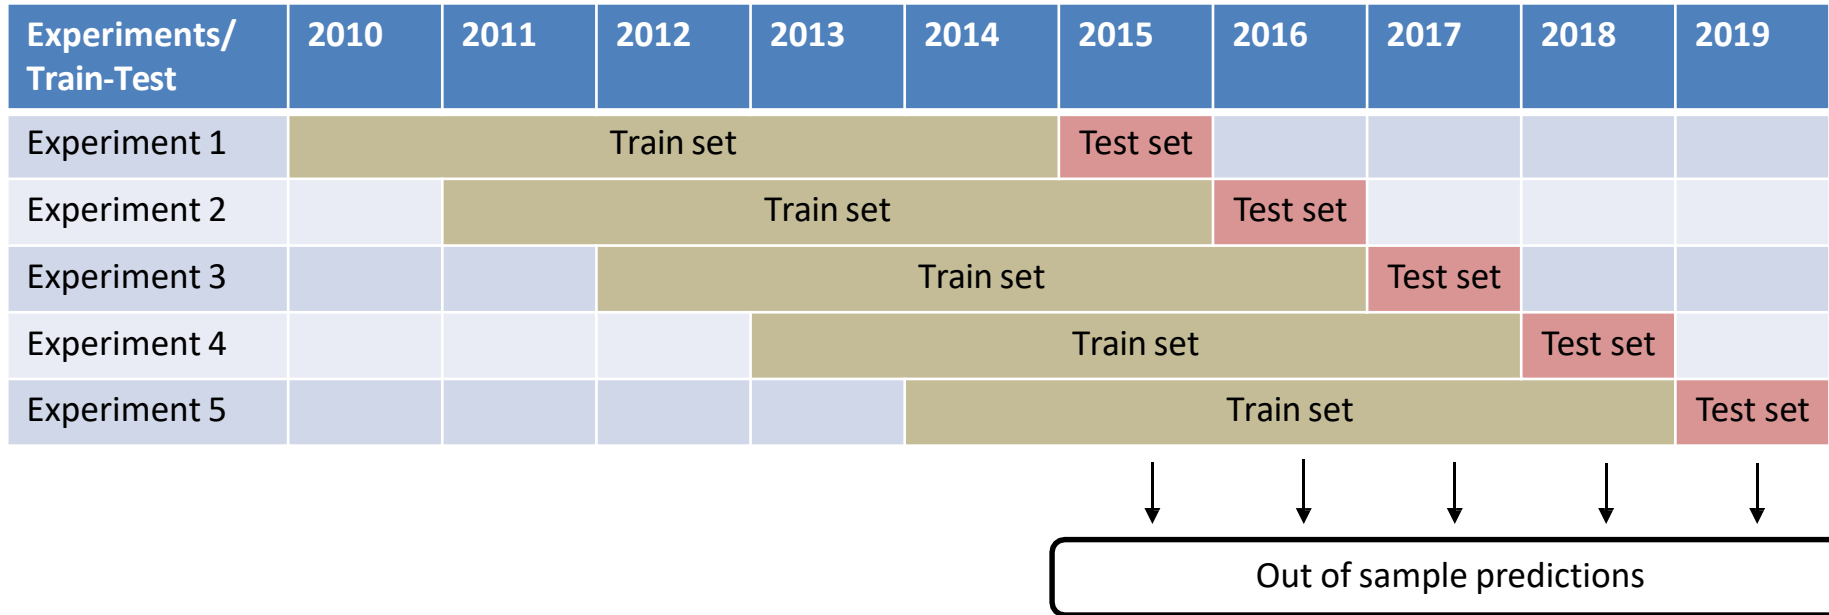 Experiments/ 2010 2011 2012 2013 2014 2015 2016 2017 2018 2019
Train-Test
Experiment 1 Train set Test set
Experiment 2 Train set Test set
Experiment 3 Train set Test set
Experiment 4 Train set Test set
Experiment 5 Train set Test set
Out of sample predictions